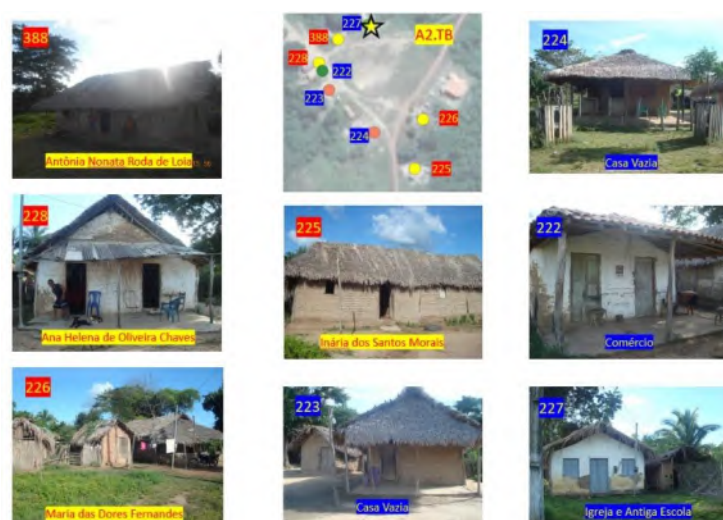 388
Antônia Nonata Roda de Loia
227
388
A2.TB
228
222
223
224
226
225
224
Casa Vazia
228
Ana Helena de Oliveira Chaves
225
Inária dos Santos Morais
222
Comércio
226
Maria das Dores Fernandes
223
Casa Vazia
227
Igreja e Antiga Escola